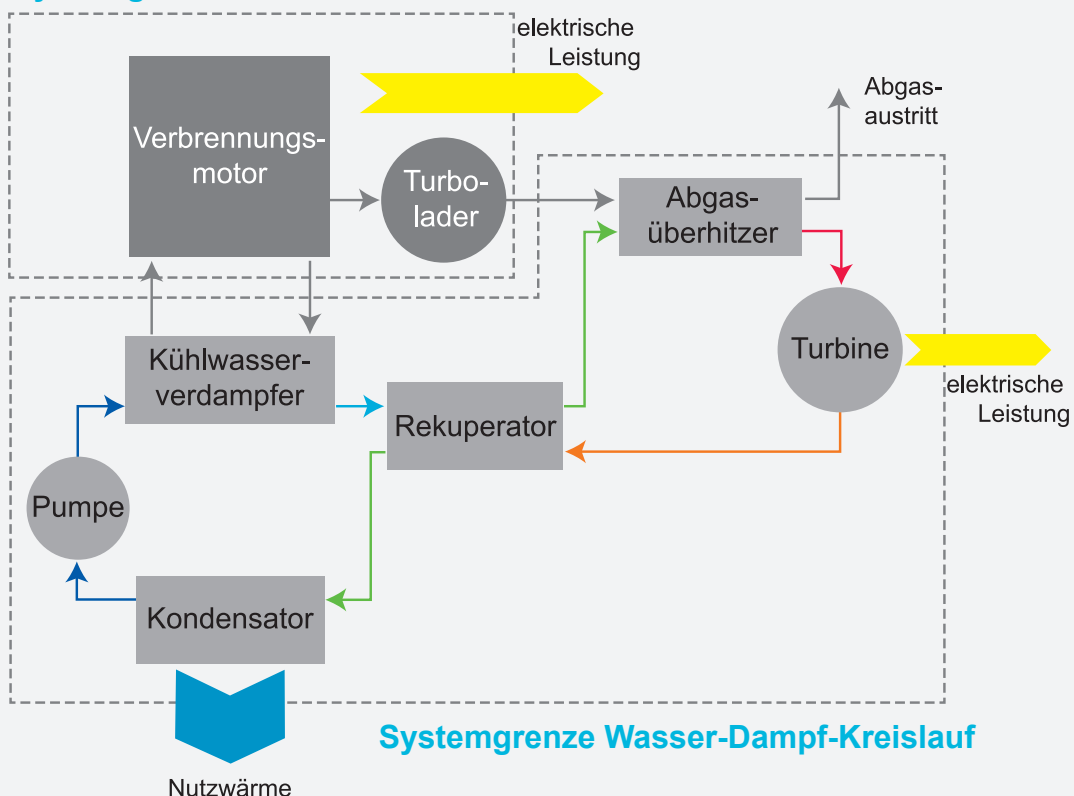 elektrische
Leistung
Verbrennungs-
motor
Turbo-
lader
Abgas-
austritt
Abgas-
überhitzer
Kühlwasser-
verdampfer
Rekuperator
Turbine
elektrische
Leistung
Pumpe
Kondensator
Systemgrenze Wasser-Dampf-Kreislauf
Nutzwärme